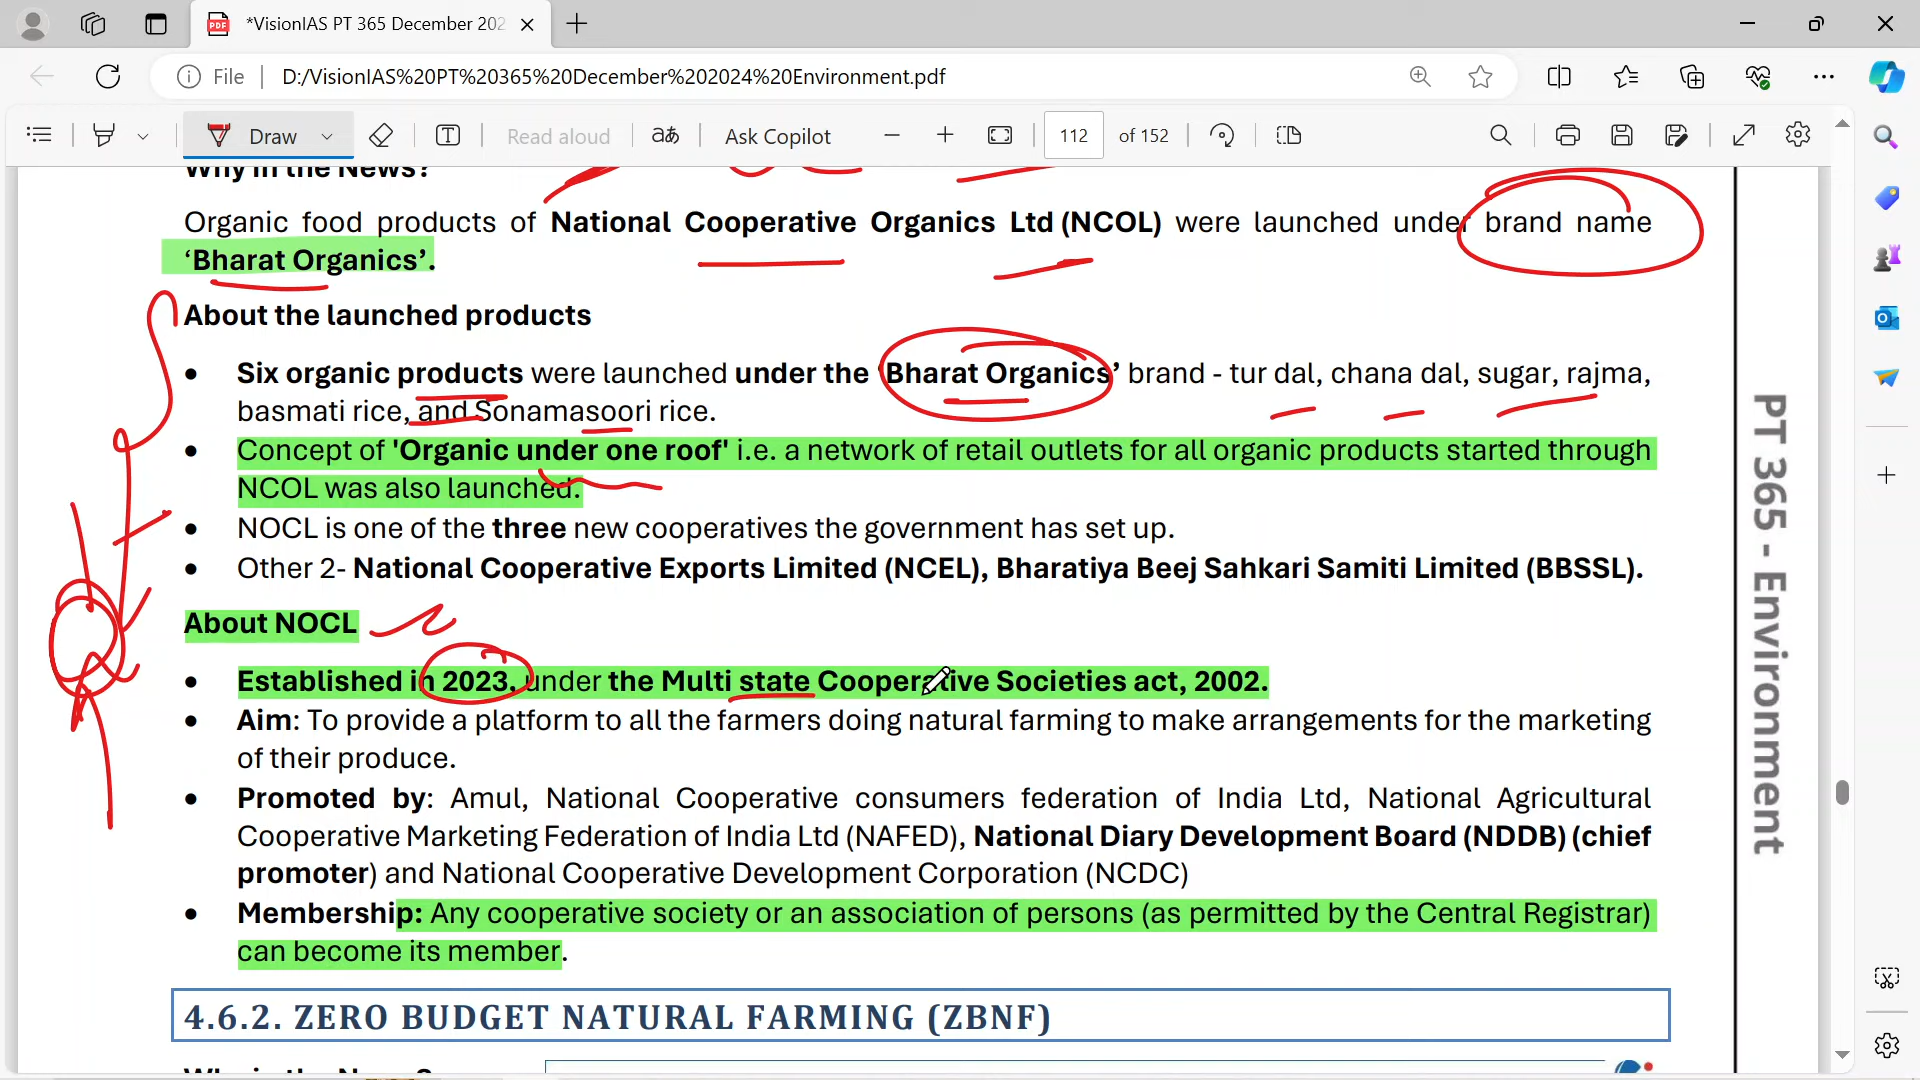 *VisionIAS PT 365 December 202
File
D:/VisionIAS%20PT%20365%20December%202024%20Environment.pdf
Draw
Read aloud
aあ
Ask Copilot
112
of 152
Why in the News?
Organic food products of National Cooperative Organics Ltd (NCOL) were launched under brand name
‘Bharat Organics’.
About the launched products
• Six organic products were launched under the ‘Bharat Organics’ brand - tur dal, chana dal, sugar, rajma,
basmati rice, and Sonamasoori rice.
• Concept of 'Organic under one roof' i.e. a network of retail outlets for all organic products started through
NCOL was also launched.
• NOCL is one of the three new cooperatives the government has set up.
• Other 2- National Cooperative Exports Limited (NCEL), Bharatiya Beej Sahkari Samiti Limited (BBSSL).
About NOCL
• Established in 2023, under the Multi state Cooperative Societies act, 2002.
• Aim: To provide a platform to all the farmers doing natural farming to make arrangements for the marketing
of their produce.
• Promoted by: Amul, National Cooperative consumers federation of India Ltd, National Agricultural
Cooperative Marketing Federation of India Ltd (NAFED), National Diary Development Board (NDDB) (chief
promoter) and National Cooperative Development Corporation (NCDC)
• Membership: Any cooperative society or an association of persons (as permitted by the Central Registrar)
can become its member.
4.6.2. ZERO BUDGET NATURAL FARMING (ZBNF)
PT 365 - Environment